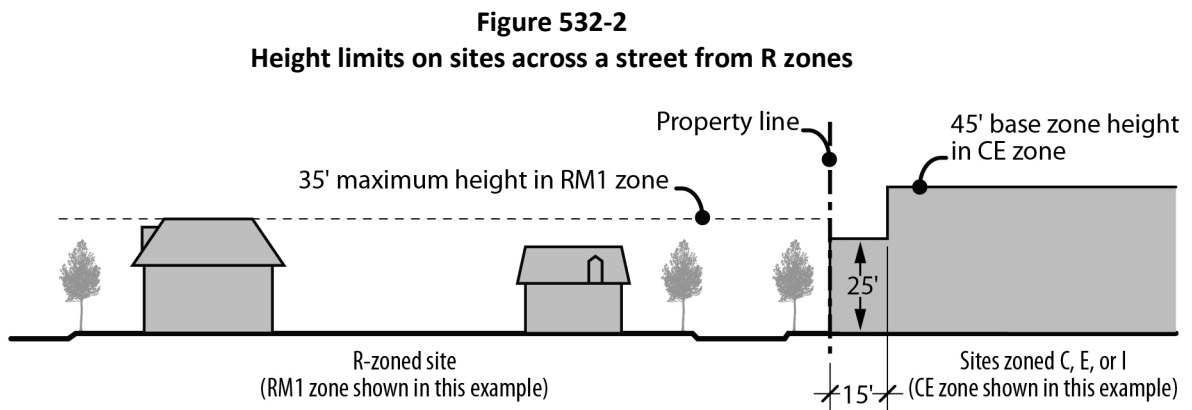 Figure 532-2
Height limits on sites across a street from R zones
Property line
45' base zone height
in CE zone
35' maximum height in RM1 zone
25'
R-zoned site
(RM1 zone shown in this example)
15'
Sites zoned C, E, or I
(CE zone shown in this example)